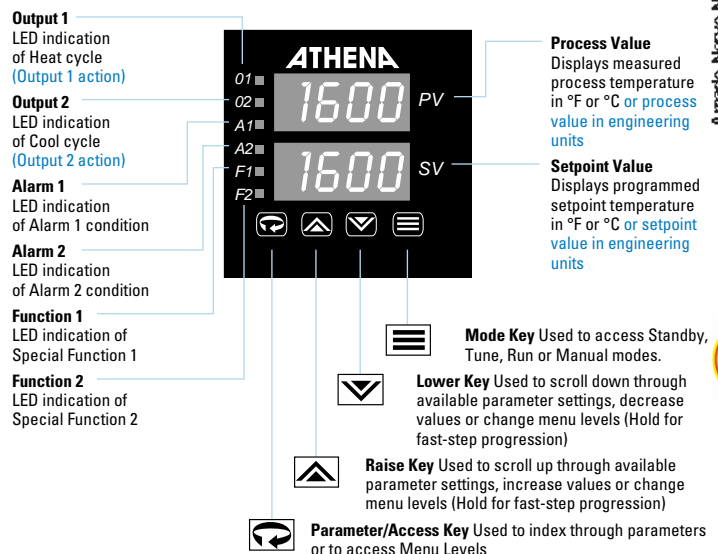 Output 1
LED indication
of Heat cycle
(Output 1 action)
Output 2
LED indication
of Cool cycle
(Output 2 action)
Alarm 1
LED indication
of Alarm 1 condition
Alarm 2
LED indication
of Alarm 2 condition
Function 1
LED indication of
Special Function 1
Function 2
LED indication of
Special Function 2
ATHENA
01
02
A1
A2
F1
F2
1600 PV
1600 SV
Process Value
Displays measured
process temperature
in °F or °C or process
value in engineering
units
Setpoint Value
Displays programmed
setpoint temperature
in °F or °C or setpoint
value in engineering
units
Mode Key Used to access Standby,
Tune, Run or Manual modes.
Lower Key Used to scroll down through
available parameter settings, decrease
values or change menu levels (Hold for
fast-step progression)
Raise Key Used to scroll up through available
parameter settings, increase values or change
menu levels (Hold for fast-step progression)
Parameter/Access Key Used to index through parameters
or to access Menu Levels